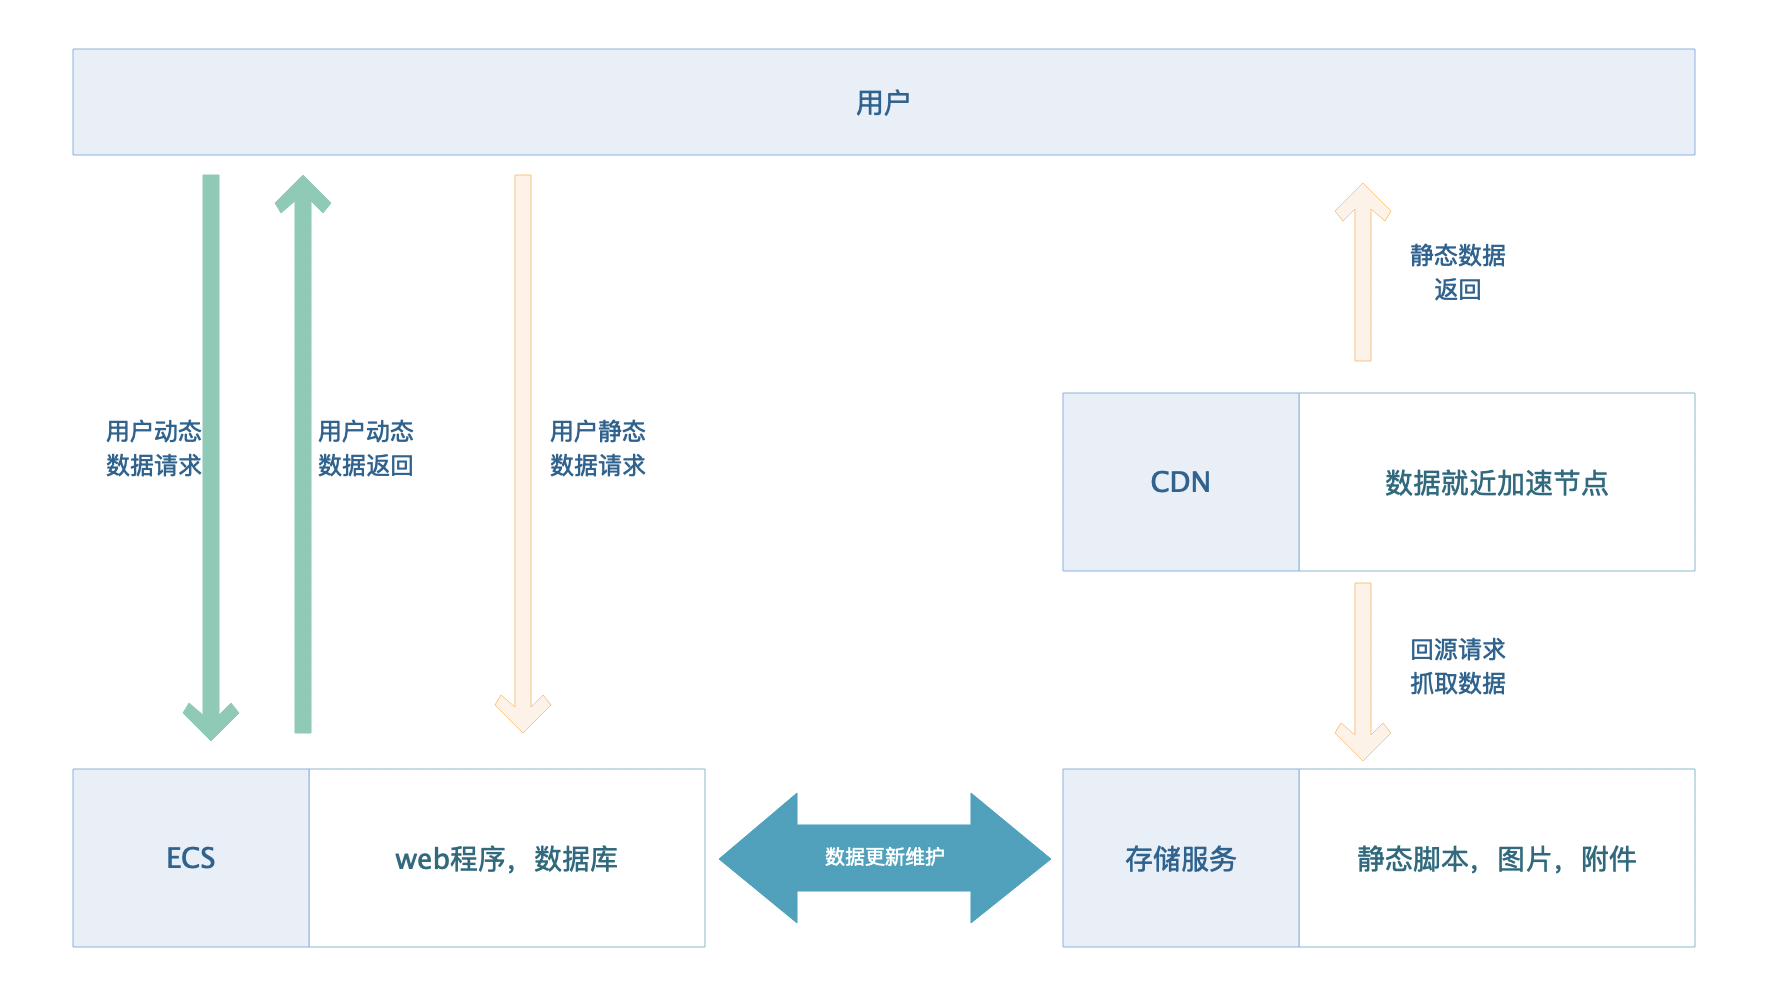 用户
静态数据
返回
用户动态
数据请求
用户动态
数据返回
用户静态
数据请求
CDN
数据就近加速节点
回源请求
抓取数据
ECS
web程序，数据库
数据更新维护
存储服务
静态脚本，图片，附件